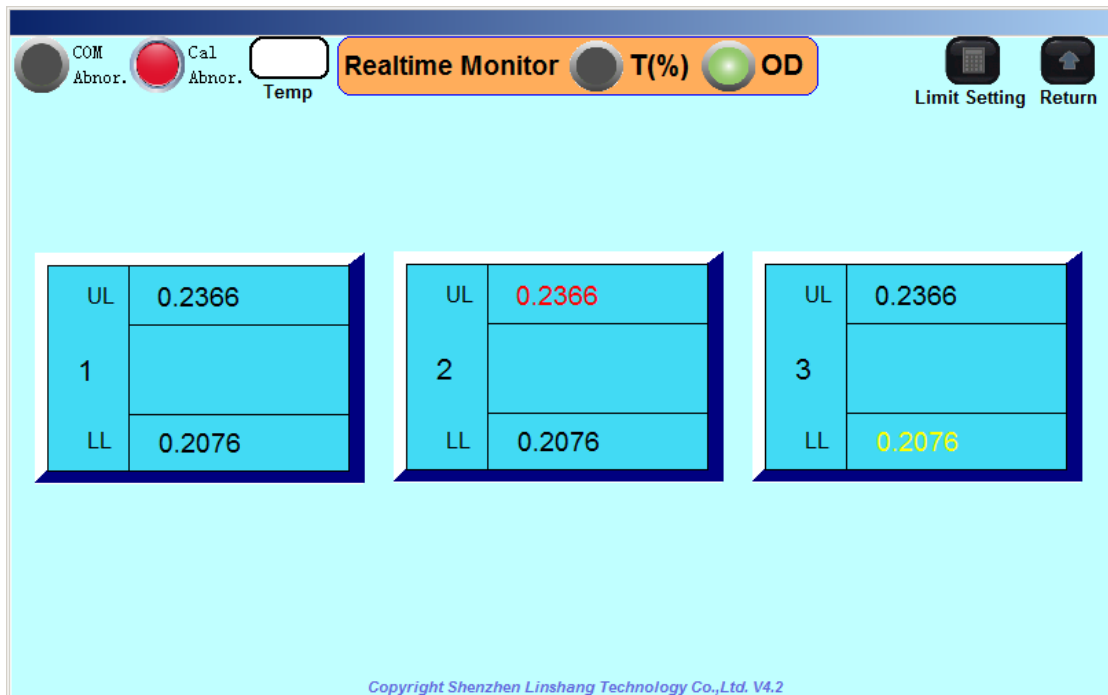 COM
Abnor.
Cal
Abnor.
Temp
Realtime Monitor T(%) OD
Limit Setting
Return
UL 0.2366
1
LL 0.2076
UL 0.2366
2
LL 0.2076
UL 0.2366
3
LL 0.2076
Copyright Shenzhen Linshang Technology Co.,Ltd. V4.2